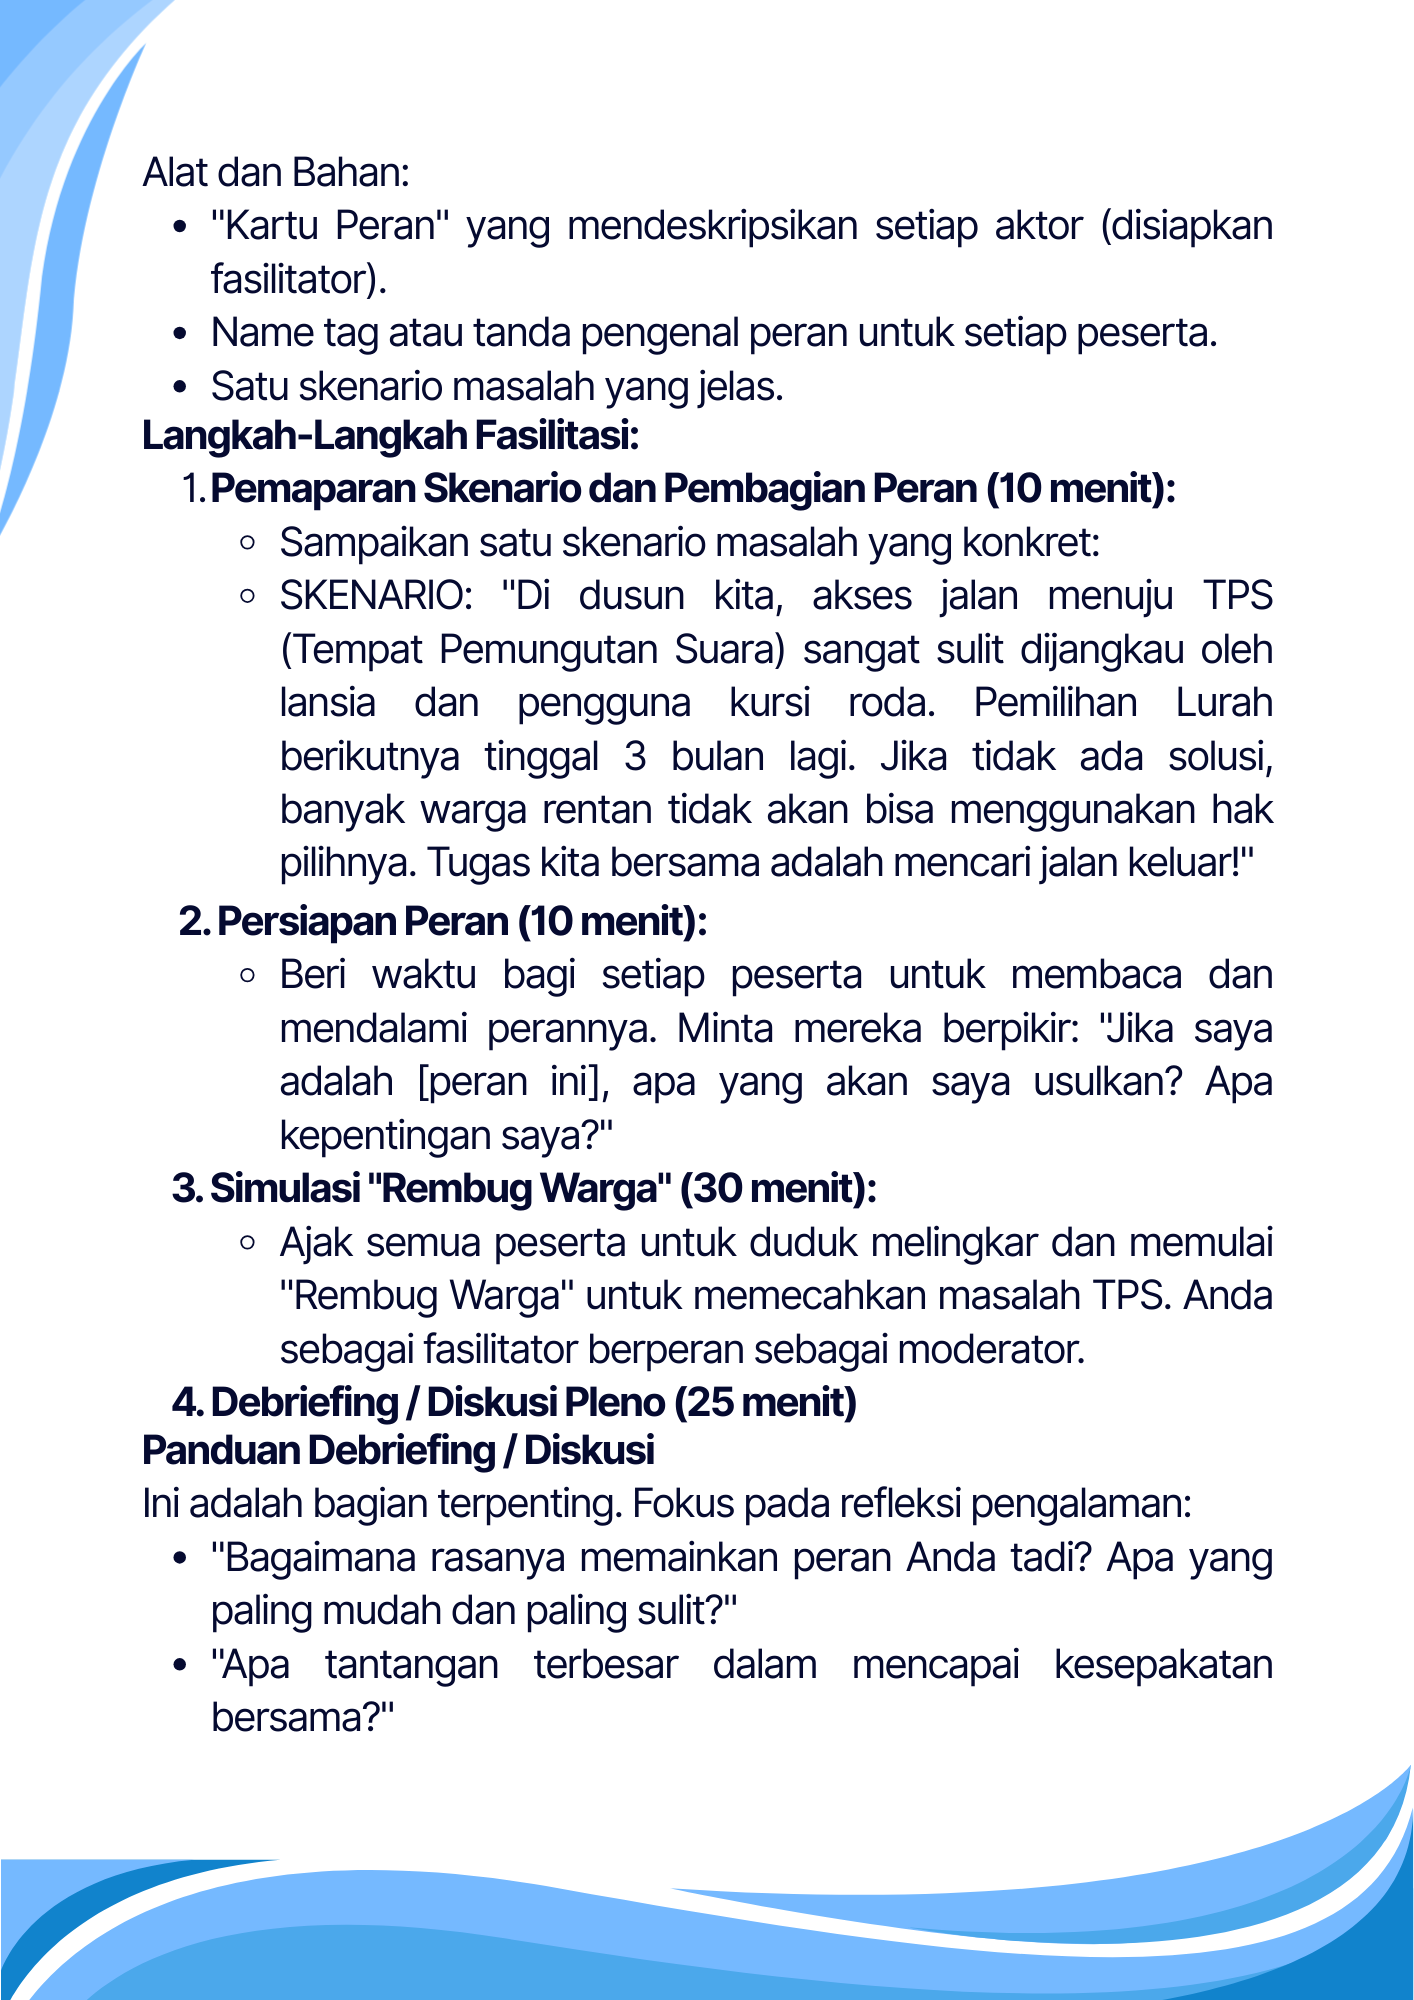 Alat dan Bahan:
• "Kartu Peran" yang mendeskripsikan setiap aktor (disiapkan
fasilitator).
• Name tag atau tanda pengenal peran untuk setiap peserta.
• Satu skenario masalah yang jelas.
Langkah-Langkah Fasilitasi:
1. Pemaparan Skenario dan Pembagian Peran (10 menit):
○ Sampaikan satu skenario masalah yang konkret:
○ SKENARIO: "Di dusun kita, akses jalan menuju TPS
(Tempat Pemungutan Suara) sangat sulit dijangkau oleh
lansia dan pengguna kursi roda. Pemilihan Lurah
berikutnya tinggal 3 bulan lagi. Jika tidak ada solusi,
banyak warga rentan tidak akan bisa menggunakan hak
pilihnya. Tugas kita bersama adalah mencari jalan keluar!"
2. Persiapan Peran (10 menit):
○ Beri waktu bagi setiap peserta untuk membaca dan
mendalami perannya. Minta mereka berpikir: "Jika saya
adalah [peran ini], apa yang akan saya usulkan? Apa
kepentingan saya?"
3. Simulasi "Rembug Warga" (30 menit):
○ Ajak semua peserta untuk duduk melingkar dan memulai
"Rembug Warga" untuk memecahkan masalah TPS. Anda
sebagai fasilitator berperan sebagai moderator.
4. Debriefing / Diskusi Pleno (25 menit)
Panduan Debriefing / Diskusi
Ini adalah bagian terpenting. Fokus pada refleksi pengalaman:
• "Bagaimana rasanya memainkan peran Anda tadi? Apa yang
paling mudah dan paling sulit?"
• "Apa tantangan terbesar dalam mencapai kesepakatan
bersama?"